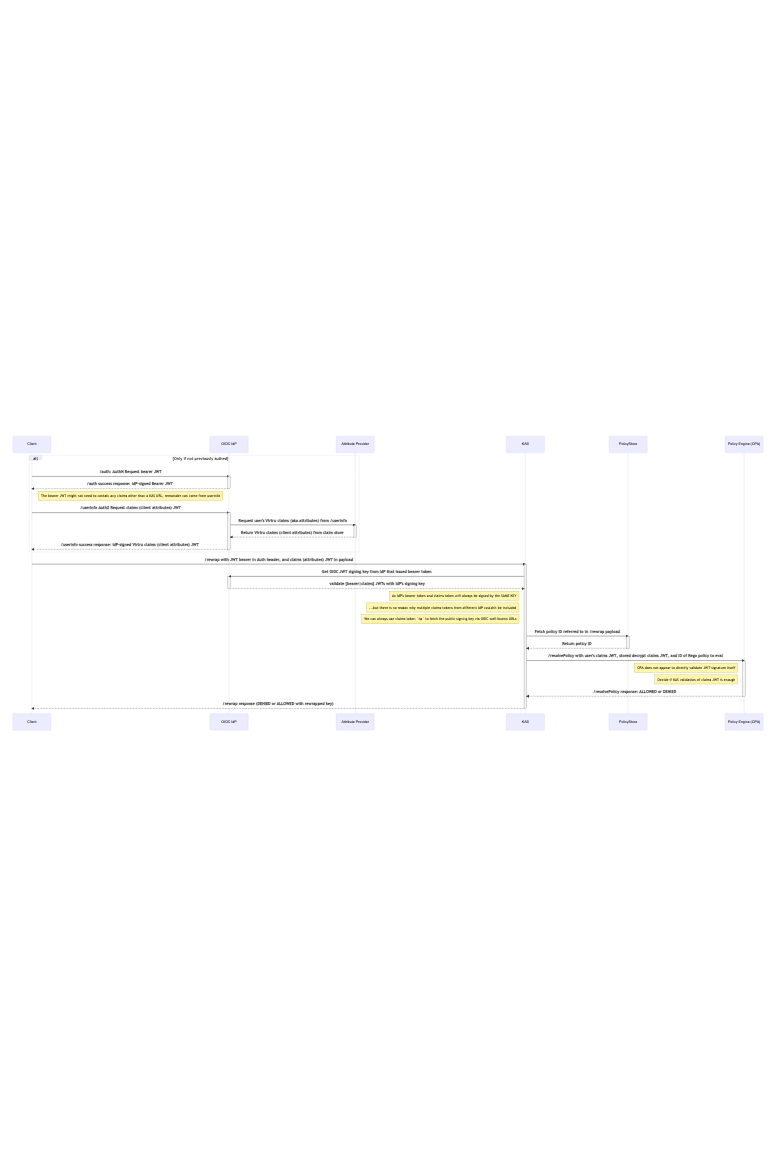 Client
OIDC IdP
Attribute Provider
KAS
PolicyStore
Policy Engine (OPA)
alt
[Only if not previously authed]
/auth: AuthN Request bearer JWT
/auth success response: IdP-signed Bearer JWT
The bearer JWT might not need to contain any claims other than a KAS URL, remainder can come from userinfo
/userinfo AuthZ Request claims (client attributes) JWT
Request user's Virtru claims (aka attributes) from /userinfo
Return Virtru claims (client attributes) from claim store
/userinfo success response: IdP-signed Virtru claims (client attributes) JWT
/rewrap with JWT bearer in Auth header, and claims (attributes) JWT in payload
Get OIDC JWT signing key from IdP that issued bearer token
validate [bearer|claims] JWTs with IdP's signing key
An IdP's bearer token and claims token will always be signed by the SAME KEY
...but there is no reason why multiple claims tokens from different IdP couldn't be included
We can always use claims token to fetch the public signing key via OIDC well-known URLs
Fetch policy ID referred to in /rewrap payload
Return policy ID
/resolvePolicy with user's claims JWT, stored decrypt claims JWT, and ID of Rego policy to eval
OPA does not appear to directly validate JWT signature itself
Decide if KAS validation of claims JWT is enough
/resolvePolicy response: ALLOWED or DENIED
/rewrap response (DENIED or ALLOWED with rewrapped key)
Client
OIDC IdP
Attribute Provider
KAS
PolicyStore
Policy Engine (OPA)